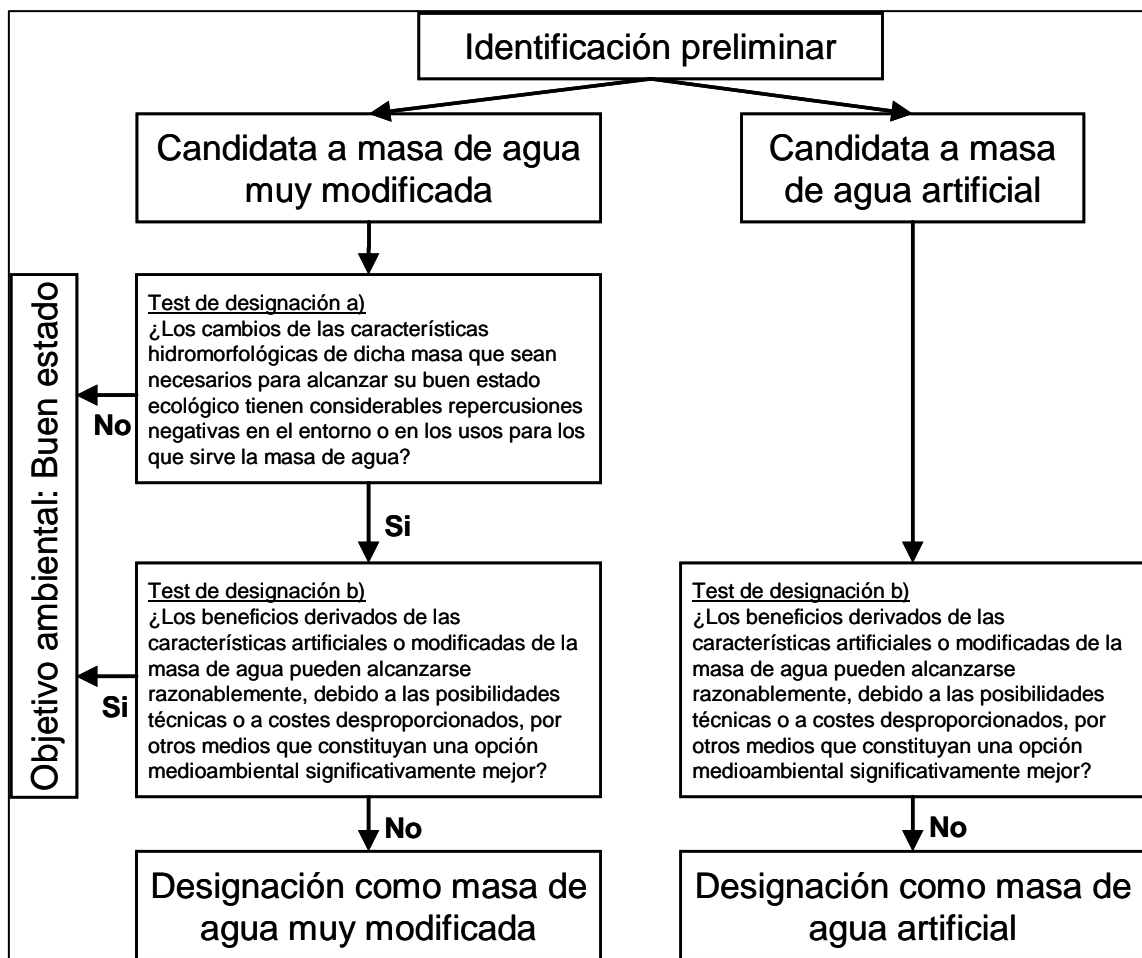 Identificación preliminar
Candidata a masa de agua
muy modificada
Candidata a masa
de agua artificial
Objetivo ambiental: Buen estado
Test de designación a)
¿Los cambios de las características
hidromorfológicas de dicha masa que sean
necesarios para alcanzar su buen estado
ecológico tienen considerables repercusiones
negativas en el entorno o en los usos para los
que sirve la masa de agua?
No
Si
Test de designación b)
¿Los beneficios derivados de las
características artificiales o modificadas de la
masa de agua pueden alcanzarse
razonablemente, debido a las posibilidades
técnicas o a costes desproporcionados, por
otros medios que constituyan una opción
medioambiental significativamente mejor?
Si
Test de designación b)
¿Los beneficios derivados de las
características artificiales o modificadas de la
masa de agua pueden alcanzarse
razonablemente, debido a las posibilidades
técnicas o a costes desproporcionados, por
otros medios que constituyan una opción
medioambiental significativamente mejor?
No
No
Designación como masa de
agua muy modificada
Designación como masa de
agua artificial